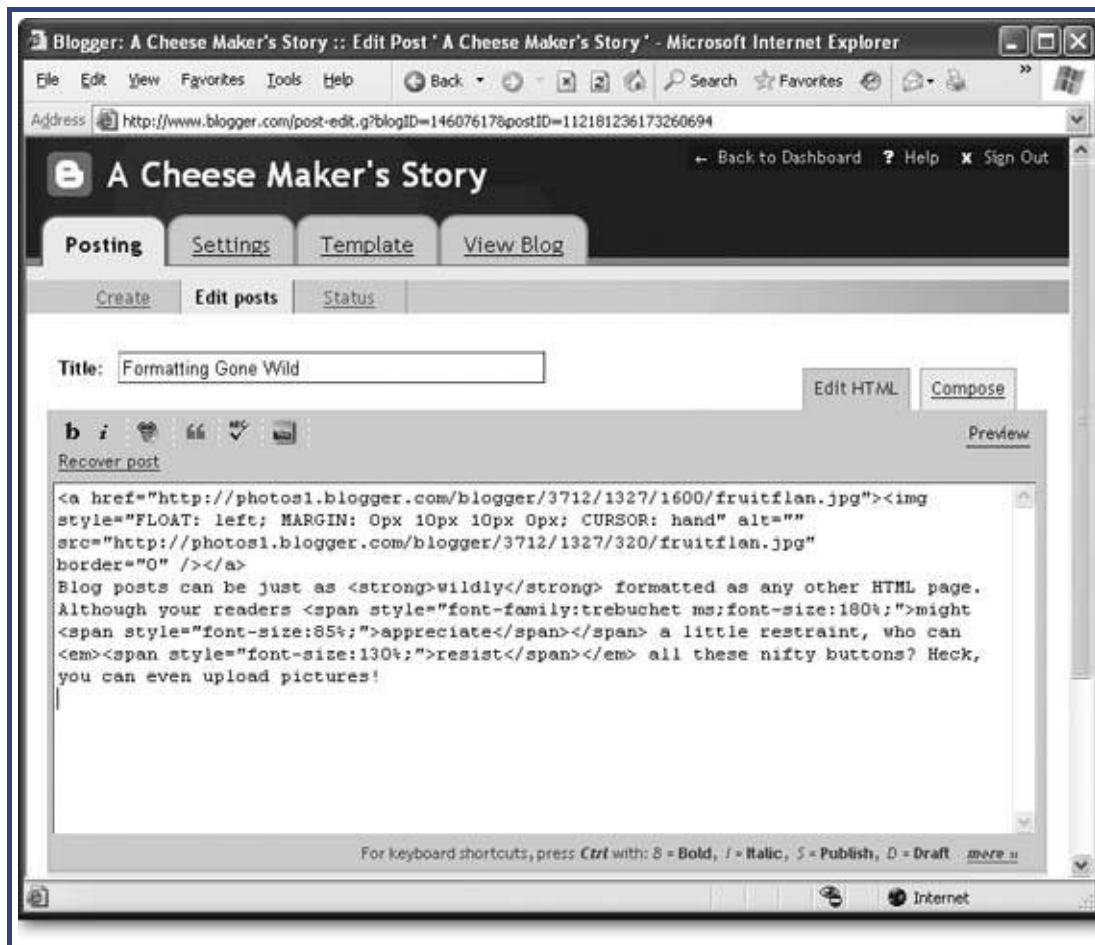 Blogger: A Cheese Maker's Story :: Edit Post ' A Cheese Maker's Story ' - Microsoft Internet Explorer
File Edit View Favorites Tools Help Back Search Favorites »
Address http://www.blogger.com/post-edit.g?blogID=14607617&postID=112181236173260694
← Back to Dashboard ? Help x Sign Out
A Cheese Maker's Story
Posting Settings Template View Blog
Create Edit posts Status
Title: Formatting Gone Wild
Edit HTML Compose
b i ABC Preview
Recover post
<a href="http://photos1.blogger.com/blogger/3712/1327/1600/fruitflan.jpg"><img
style="FLOAT: left; MARGIN: 0px 10px 10px 0px; CURSOR: hand" alt=""
src="http://photos1.blogger.com/blogger/3712/1327/320/fruitflan.jpg"
border="0" /></a>
Blog posts can be just as <strong>wildly</strong> formatted as any other HTML page.
Although your readers <span style="font-family:trebuchet ms;font-size:180%;">might
<span style="font-size:85%;">appreciate</span></span> a little restraint, who can
<em><span style="font-size:130%;">resist</span></em> all these nifty buttons? Heck,
you can even upload pictures!
For keyboard shortcuts, press Ctrl with: B = Bold, I = Italic, S = Publish, D = Draft more »
Internet